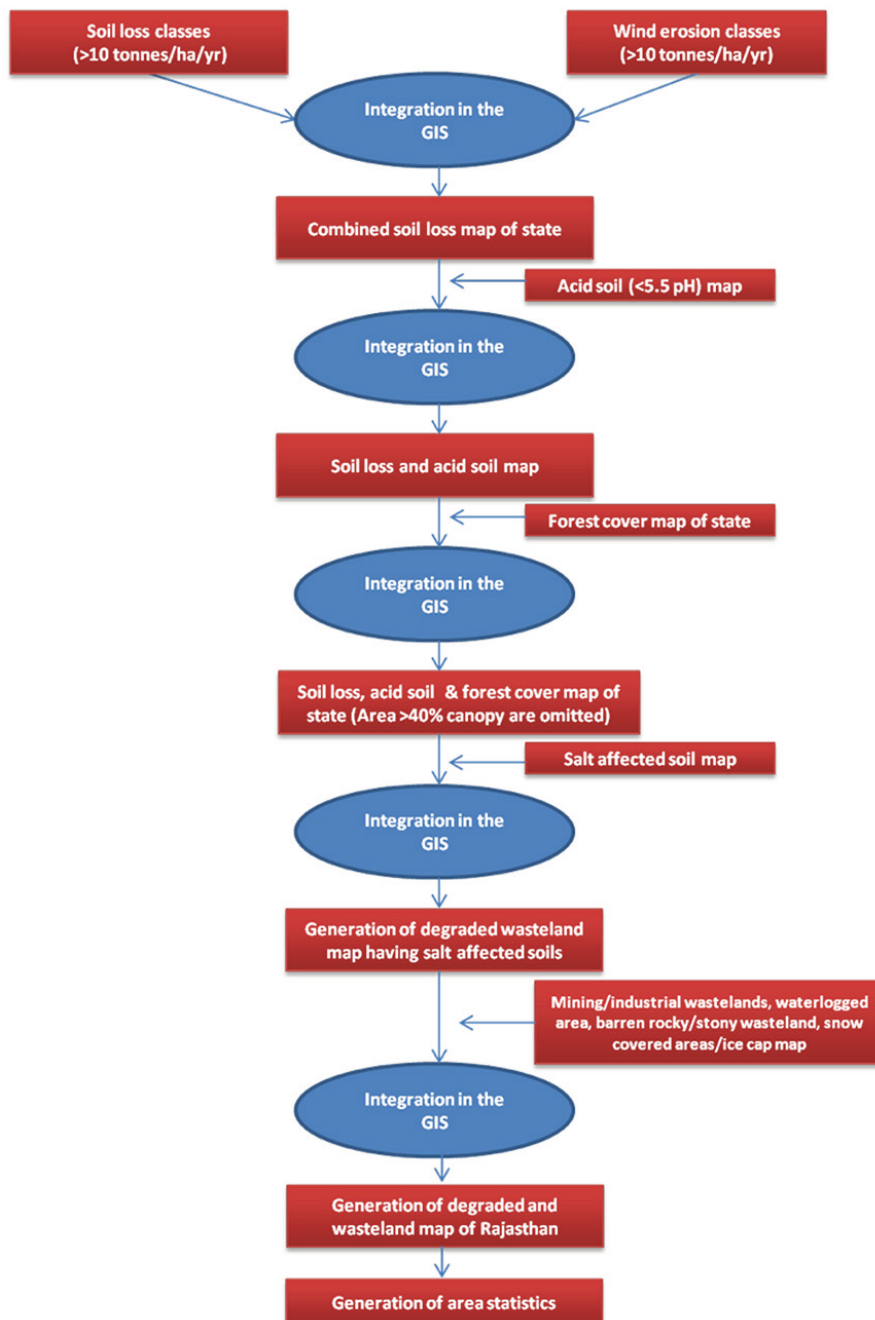 Soil loss classes
(>10 tonnes/ha/yr)
Wind erosion classes
(>10 tonnes/ha/yr)
Integration in the
GIS
Combined soil loss map of state
Acid soil (<5.5 pH) map
Integration in the
GIS
Soil loss and acid soil map
Forest cover map of state
Integration in the
GIS
Soil loss, acid soil & forest cover map of
state (Area >40% canopy are omitted)
Salt affected soil map
Integration in the
GIS
Generation of degraded wasteland
map having salt affected soils
Mining/industrial wastelands, waterlogged
area, barren rocky/stony wasteland, snow
covered areas/ice cap map
Integration in the
GIS
Generation of degraded and
wasteland map of Rajasthan
Generation of area statistics